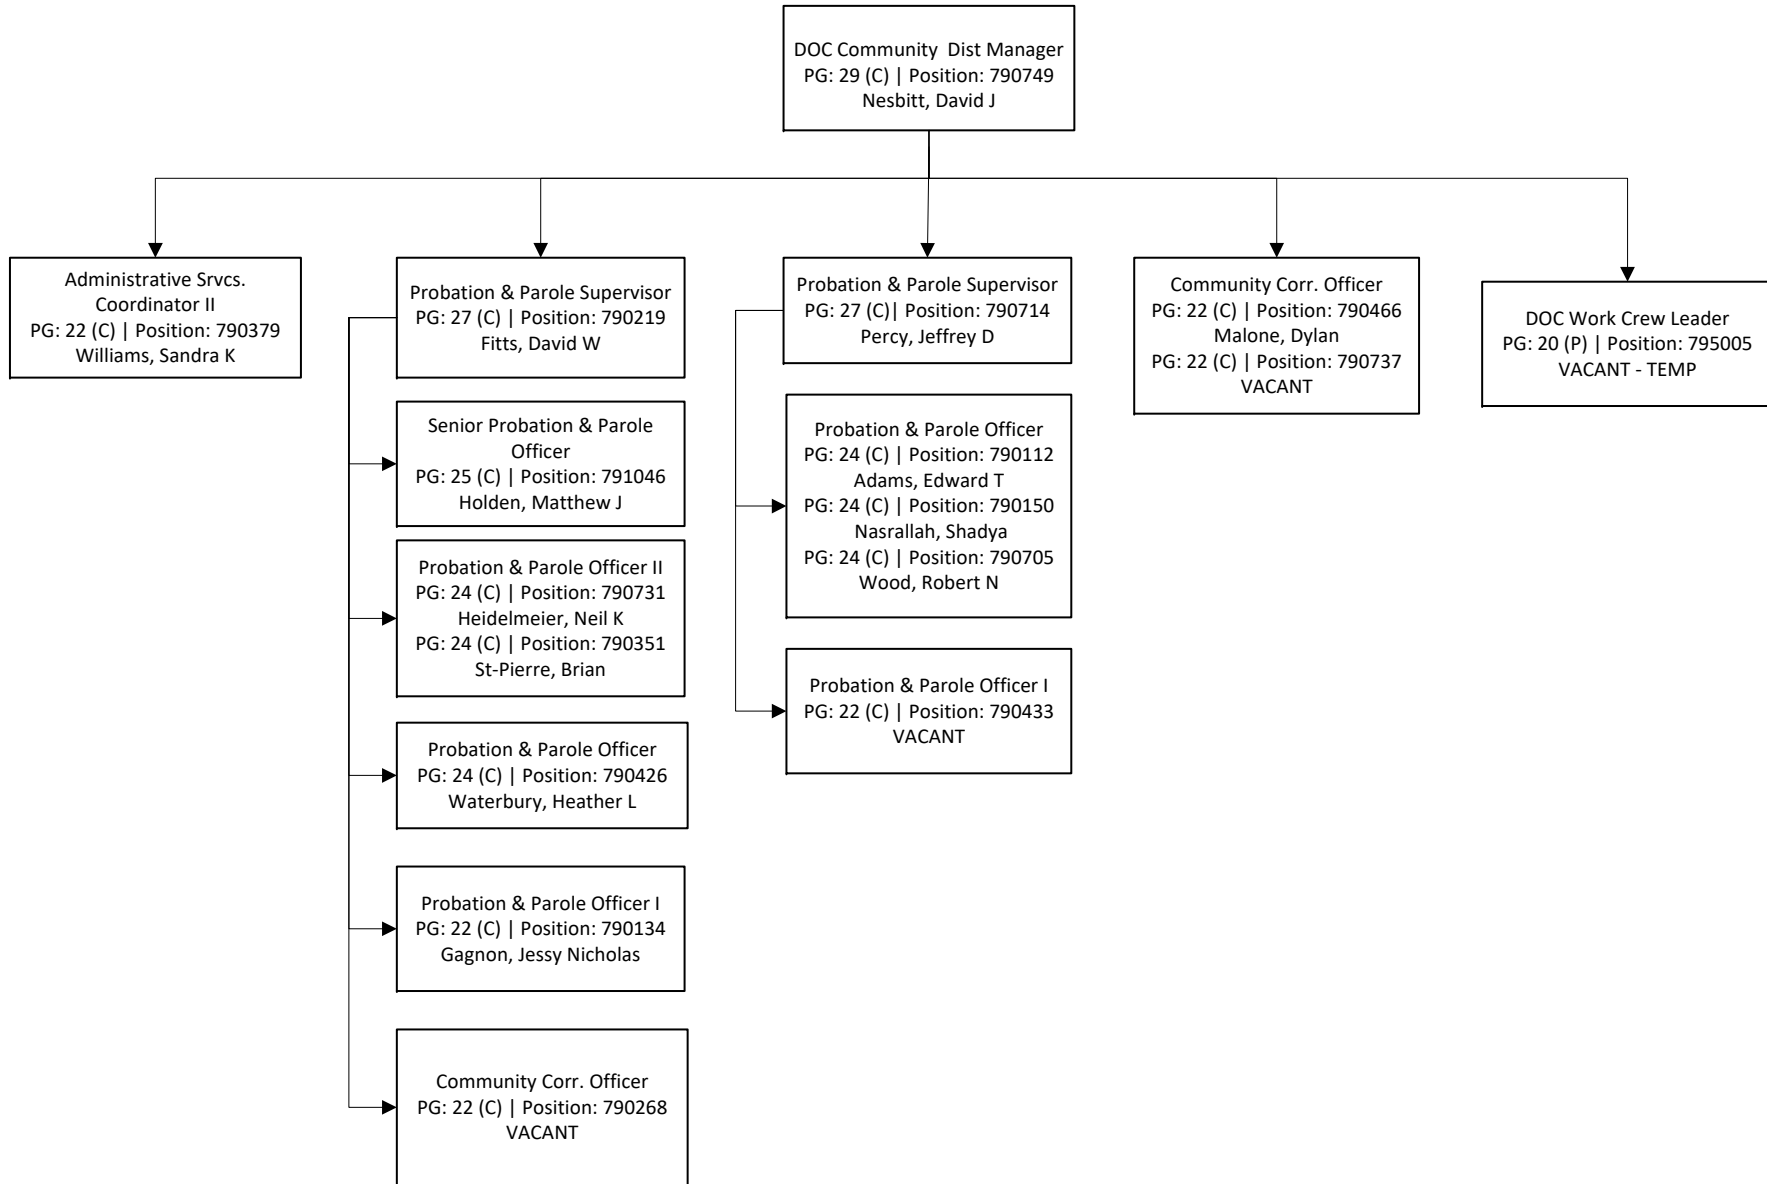 DOC Community  Dist Manager
PG: 29 (C) | Position: 790749
Nesbitt, David J
Administrative Srvcs.
Coordinator II
PG: 22 (C) | Position: 790379
Williams, Sandra K
Probation & Parole Supervisor
PG: 27 (C) | Position: 790219
Fitts, David W
Senior Probation & Parole
Officer
PG: 25 (C) | Position: 791046
Holden, Matthew J
Probation & Parole Officer II
PG: 24 (C) | Position: 790731
Heidelmeier, Neil K
PG: 24 (C) | Position: 790351
St-Pierre, Brian
Probation & Parole Officer
PG: 24 (C) | Position: 790426
Waterbury, Heather L
Probation & Parole Officer I
PG: 22 (C) | Position: 790134
Gagnon, Jessy Nicholas
Community Corr. Officer
PG: 22 (C) | Position: 790268
VACANT
Probation & Parole Supervisor
PG: 27 (C)| Position: 790714
Percy, Jeffrey D
Probation & Parole Officer
PG: 24 (C) | Position: 790112
Adams, Edward T
PG: 24 (C) | Position: 790150
Nasrallah, Shadya
PG: 24 (C) | Position: 790705
Wood, Robert N
Probation & Parole Officer I
PG: 22 (C) | Position: 790433
VACANT
Community Corr. Officer
PG: 22 (C) | Position: 790466
Malone, Dylan
PG: 22 (C) | Position: 790737
VACANT
DOC Work Crew Leader
PG: 20 (P) | Position: 795005
VACANT - TEMP